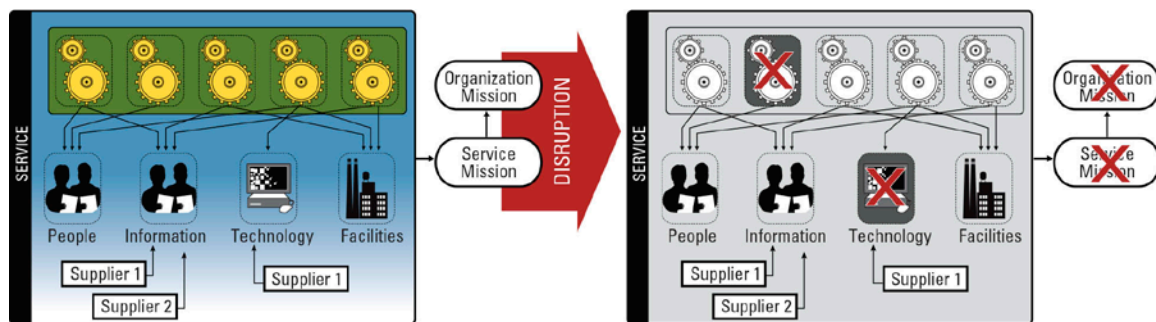 SERVICE
People
Information
Technology
Facilities
Supplier 1
Supplier 1
Supplier 2
Organization
Mission
Service
Mission
DISRUPTION
SERVICE
People
Information
Technology
Facilities
Supplier 1
Supplier 1
Supplier 2
Organization
Mission
Service
Mission